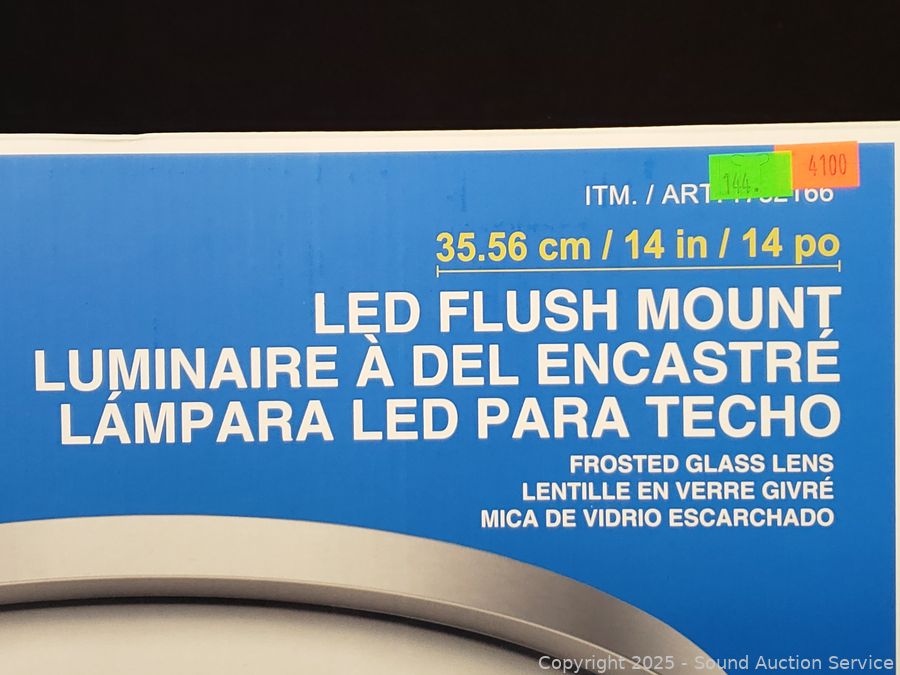 144.
4100
ITM. / ART.
35.56 cm / 14 in / 14 po
LED FLUSH MOUNT
LUMINAIRE À DEL ENCASTRÉ
LÁMPARA LED PARA TECHO
FROSTED GLASS LENS
LENTILLE EN VERRE GIVRÉ
MICA DE VIDRIO ESCARCHADO
Copyright 2025 - Sound Auction Service